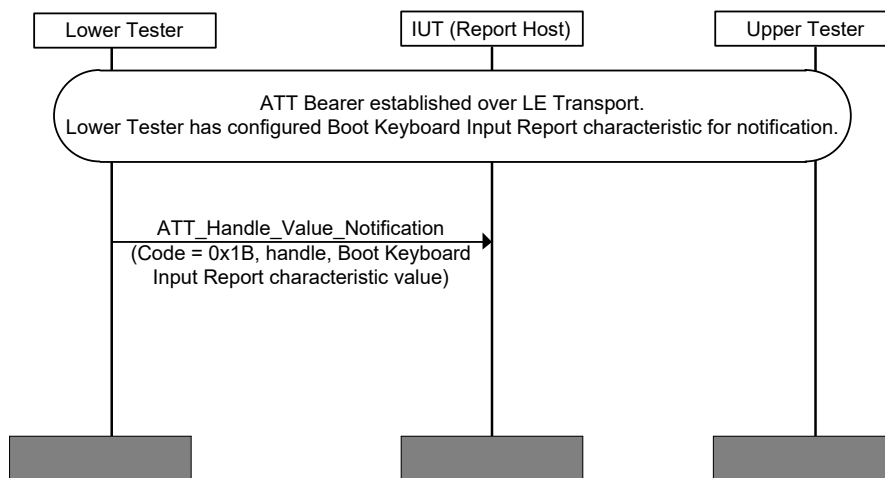 Lower Tester
IUT (Report Host)
Upper Tester
ATT Bearer established over LE Transport.
Lower Tester has configured Boot Keyboard Input Report characteristic for notification.
ATT_Handle_Value_Notification
(Code = 0x1B, handle, Boot Keyboard
Input Report characteristic value)